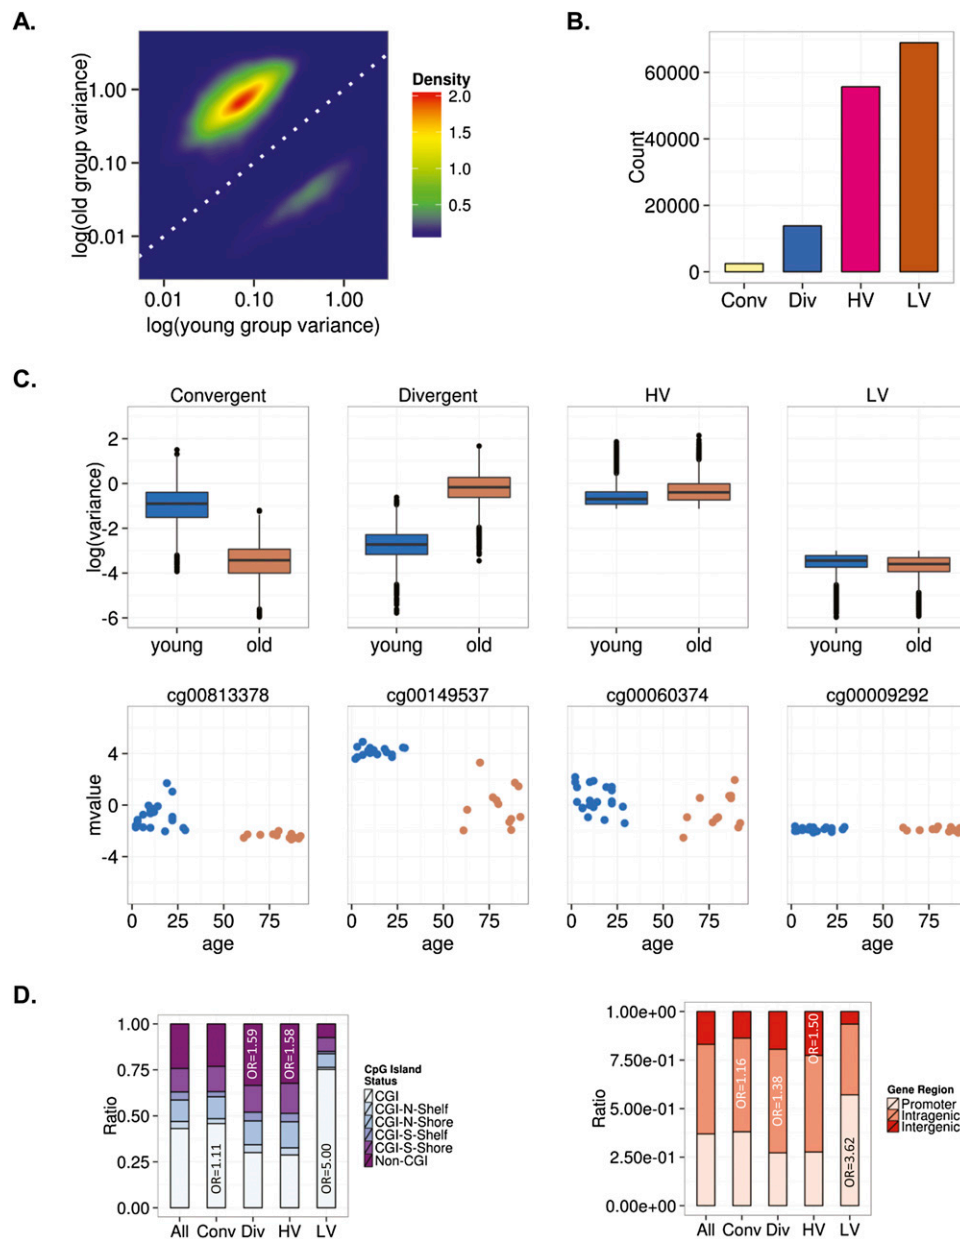 A.
B.
log(old group variance)
1.00
0.10
0.01
0.01
0.10
1.00
log(young group variance)
Density
2.0
1.5
1.0
0.5
Count
60000
40000
20000
0
Conv
Div
HV
LV
C.
Convergent
Divergent
HV
LV
log(variance)
2
0
-2
-4
-6
young
old
young
old
young
old
young
old
cg00813378
cg00149537
cg00060374
cg00009292
mvalue
4
0
-4
0
25
50
75
0
25
50
75
0
25
50
75
0
25
50
75
age
age
age
age
D.
Ratio
1.00
0.75
0.50
0.25
0.00
OR=1.11
OR=1.59
OR=1.58
OR=5.00
All
Conv
Div
HV
LV
CpG Island
Status
CGI
CGI-N-Shelf
CGI-N-Shore
CGI-S-Shelf
CGI-S-Shore
Non-CGI
Ratio
1.00e+00
7.50e-01
5.00e-01
2.50e-01
0.00e+00
OR=1.16
OR=1.38
OR=1.50
OR=3.62
All
Conv
Div
HV
LV
Gene Region
Promoter
Intragenic
Intergenic